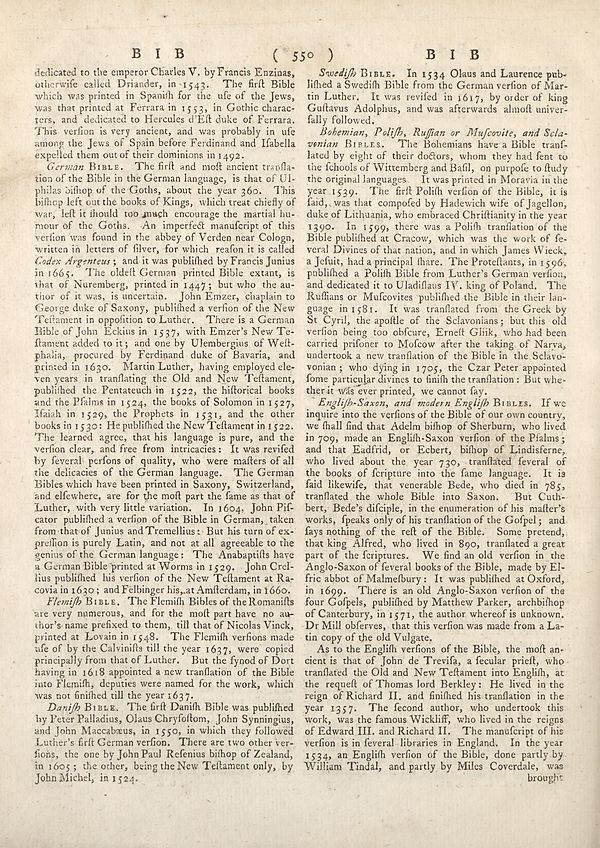 B I B
( 550 )
B I B
dedicated to the emperor Charles V. by Francis Enzinas,
otherwiſe called Driander, in 1543. The firſt Bible
which was printed in Spaniſh for the uſe of the Jews,
was that printed at Ferrara in 1553, in Gothic charac-
ters, and dedicated to Hercules d'Eſt duke of Ferrara.
This verſion is very ancient, and was probably in uſe
among the Jews of Spain before Ferdinand and Iſabella
expelled them out of their dominions in 1492.
German BIBLE. The firſt and moſt ancient tranſla-
tion of the Bible in the German language, is that of Ul-
philas biſhop of the Goths, about the year 360. This
biſhop left out the books of Kings, which treat chiefly of
war, leſt it ſhould too much encourage the martial hu-
mour of the Goths. An imperfect manuſcript of this
verſion was found in the abbey of Verden near Cologn,
written in letters of ſilver, for which reaſon it is called
Codex Argenteus; and it was publiſhed by Francis Junius
in 1665. The oldeſt German printed Bible extant, is
that of Nuremberg, printed in 1447; but who the au-
thor of it was, is uncertain. John Emzer, chaplain to
George duke of Saxony, publiſhed a verſion of the New
Teſtament in oppoſition to Luther. There is a German
Bible of John Eckius in 1537, with Emzer's New Te-
ſtament added to it; and one by Ulembergius of Weſt-
phalia, procured by Ferdinand duke of Bavaria, and
printed in 1630. Martin Luther, having employed ele-
ven years in tranſlating the Old and New Teſtament,
publiſhed the Pentateuch in 1522, the hiſtorical books
and the Pſalms in 1524, the books of Solomon in 1527,
Iſaiah in 1529, the Prophets in 1531, and the other
books in 1530: He publiſhed the New Teſtament in 1522.
The learned agree, that his language is pure, and the
verſion clear, and free from intricacies: It was reviſed
by ſeveral perſons of quality, who were maſters of all
the delicacies of the German language. The German
Bibles which have been printed in Saxony, Switzerland,
and elſewhere, are for the moſt part the ſame as that of
Luther, with very little variation. In 1604, John Piſ-
cator publiſhed a verſion of the Bible in German, taken
from that of Junius and Tremellius: But his turn of ex-
preſſion is purely Latin, and not at all agreeable to the
genius of the German language: The Anabaptiſts have
a German Bible printed at Worms in 1529. John Crel-
lius publiſhed his verſion of the New Teſtament at Ra-
covia in 1630; and Felbinger his, at Amſterdam, in 1660.
Flemiſh BIBLE. The Flemiſh Bibles of the Romaniſts
are very numerous, and for the moſt part have no au-
thor's name prefixed to them, till that of Nicolas Vinck,
printed at Lovain in 1548. The Flemiſh verſions made
uſe of by the Calviniſts till the year 1637, were copied
principally from that of Luther. But the ſynod of Dort
having in 1618 appointed a new tranſlation of the Bible
into Flemiſh, deputies were named for the work, which
was not finiſhed till the year 1637.
Daniſh BIBLE. The firſt Daniſh Bible was publiſhed
by Peter Palladius, Olaus Chryſoſtom, John Synningius,
and John Maccabæus, in 1550, in which they followed
Luther's firſt German verſion. There are two other ver-
ſions, the one by John Paul Reſenius biſhop of Zealand,
in 1605; the other, being the New Teſtament only, by
John Michel, in 1524.
Swediſh BIBLE. In 1534 Olaus and Laurence pub-
liſhed a Swediſh Bible from the German verſion of Mar-
tin Luther. It was reviſed in 1617, by order of king
Guſtavus Adolphus, and was afterwards almoſt univer-
ſally followed.
Bohemian, Poliſh, Ruſſian or Muſcovite, and Scla-
vonian BIBLES. The Bohemians have a Bible tranſ-
lated by eight of their doctors, whom they had ſent to
the ſchools of Wittemberg and Baſil, on purpoſe to ſtudy
the original languages. It was printed in Moravia in the
year 1539. The firſt Poliſh verſion of the Bible, it is
ſaid, was that compoſed by Hadewich wife of Jagellon,
duke of Lithuania, who embraced Chriſtianity in the year
1390. In 1599, there was a Poliſh tranſlation of the
Bible publiſhed at Cracow, which was the work of ſe-
veral Divines of that nation, and in which James Wieck,
a Jeſuit, had a principal ſhare. The Proteſtants, in 1596,
publiſhed a Poliſh Bible from Luther's German verſion,
and dedicated it to Uladiſlaus IV. king of Poland. The
Ruſſians or Muſcovites publiſhed the Bible in their lan-
guage in 1581. It was tranſlated from the Greek by
St Cyril, the apoſtle of the Sclavonians; but this old
verſion being too obſcure, Erneſt Gliik, who had been
carried priſoner to Moſcow after the taking of Narva,
undertook a new tranſlation of the Bible in the Sclavo-
vonian; who dying in 1705, the Czar Peter appointed
ſome particular divines to finiſh the tranſlation: But whe-
ther it was ever printed, we cannot ſay.
Engliſh-Saxon, and modern Engliſh BIBLES. If we
inquire into the verſions of the Bible of our own country,
we ſhall find that Adelm biſhop of Sherburn, who lived
in 709, made an Engliſh-Saxon verſion of the Pſalms;
and that Eadfrid, or Ecbert, biſhop of Lindisferne,
who lived about the year 730, tranſlated ſeveral of
the books of ſcripture into the ſame language. It is
ſaid likewiſe, that venerable Bede, who died in 785,
tranſlated the whole Bible into Saxon. But Cuth-
bert, Bede's diſciple, in the enumeration of his maſter's
works, ſpeaks only of his tranſlation of the Goſpel; and
ſays nothing of the reſt of the Bible. Some pretend,
that king Alfred, who lived in 890, tranſlated a great
part of the ſcriptures. We find an old verſion in the
Anglo-Saxon of ſeveral books of the Bible, made by El-
fric abbot of Malmeſbury: It was publiſhed at Oxford,
in 1699. There is an old Anglo-Saxon verſion of the
four Goſpels, publiſhed by Matthew Parker, archbiſhop
of Canterbury, in 1571, the author whereof is unknown.
Dr Mill obſerves, that this verſion was made from a La-
tin copy of the old Vulgate.
As to the Engliſh verſions of the Bible, the moſt an-
cient is that of John de Treviſa, a ſecular prieſt, who
tranſlated the Old and New Teſtament into Engliſh, at
the requeſt of Thomas lord Berkley: He lived in the
reign of Richard II. and finiſhed his tranſlation in the
year 1357. The ſecond author, who undertook this
work, was the famous Wickliff, who lived in the reigns
of Edward III. and Richard II. The manuſcript of his
verſion is in ſeveral libraries in England. In the year
1534, an Engliſh verſion of the Bible, done partly by
William Tindal, and partly by Miles Coverdale, was
brought